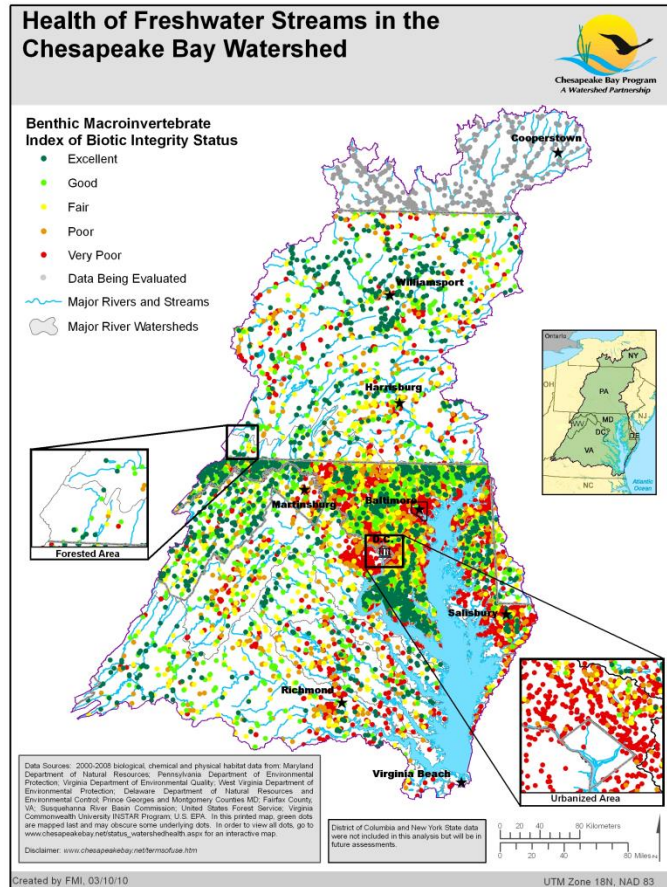 Health of Freshwater Streams in the
Chesapeake Bay Watershed
Chesapeake Bay Program
A Watershed Partnership
Benthic Macroinvertebrate
Index of Biotic Integrity Status
Excellent
Good
Fair
Poor
Very Poor
Data Being Evaluated
Major Rivers and Streams
Major River Watersheds
Cooperstown
Williamsport
Harrisburg
Ontario
NY
PA
OH
NJ
MD
WV
DC
DE
VA
NC
Atlantic
Ocean
Forested Area
Martinsburg
Baltimore
D.C.
Salisbury
Richmond
Virginia Beach
Urbanized Area
Data Sources: 2000-2008 biological, chemical and physical habitat data from: Maryland
Department of Natural Resources; Pennsylvania Department of Environmental
Protection; Virginia Department of Environmental Quality; West Virginia Department of
Environmental Protection; Delaware Department of Natural Resources and
Environmental Control; Prince Georges and Montgomery Counties MD; Fairfax County,
VA; Susquehanna River Basin Commission; United States Forest Service; Virginia
Commonwealth University INSTAR Program; U.S. EPA. In this printed map, green dots
are mapped last and may obscure some underlying dots. In order to view all dots, go to
www.chesapeakebay.net/status_watershedhealth.aspx for an interactive map.
Disclaimer: www.chesapeakebay.net/termsofuse.htm
District of Columbia and New York State data
were not included in this analysis but will be in
future assessments.
0 20 40 60 Kilometers
0 20 40 60 80 Miles
Created by FMI, 03/10/10
UTM Zone 18N, NAD 83